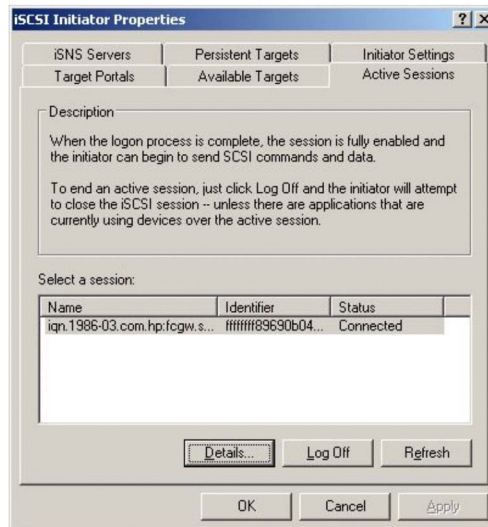 iSCSI Initiator Properties
iSNS Servers Persistent Targets Initiator Settings
Target Portals Available Targets Active Sessions
Description
When the logon process is complete, the session is fully enabled and
the initiator can begin to send SCSI commands and data.
To end an active session, just click Log Off and the initiator will attempt
to close the iSCSI session -- unless there are applications that are
currently using devices over the active session.
Select a session:
Name Identifier Status
iqn.1986-03.com.hp:fcgw.s... ffffffff89690b04... Connected
Details... Log Off Refresh
OK Cancel Apply